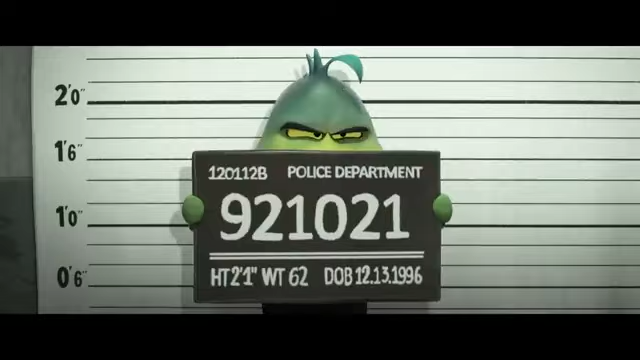 2'0"
1'6"
1'0"
0'6"
120112B POLICE DEPARTMENT
921021
HT 2'1" WT 62 DOB 12.13.1996